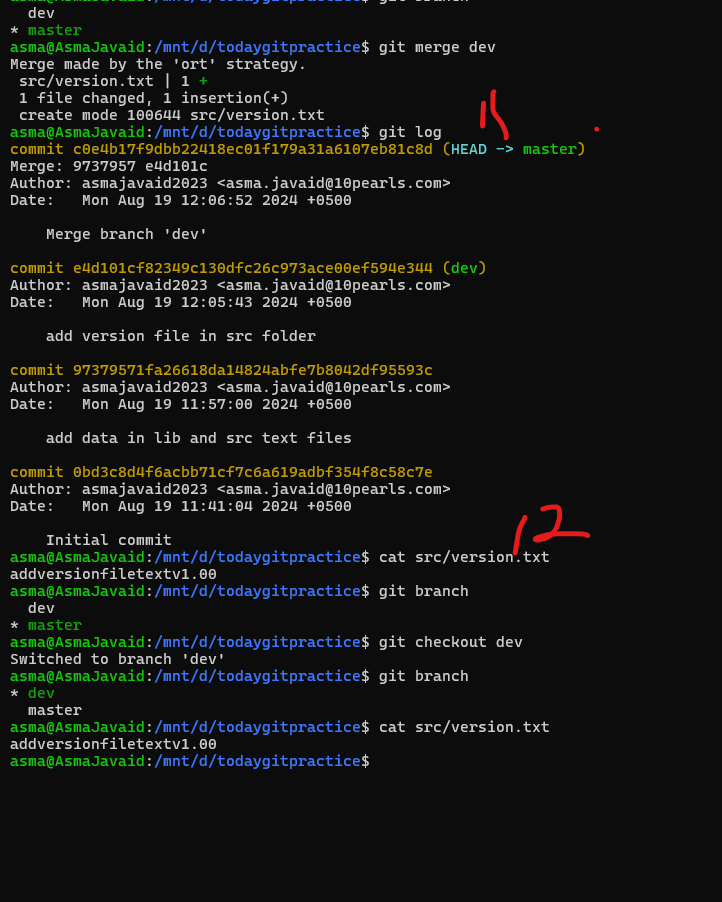 dev
* master
asma@AsmaJavaid:/mnt/d/todaygitpractice$ git merge dev
Merge made by the 'ort' strategy.
 src/version.txt | 1 +
 1 file changed, 1 insertion(+)
 create mode 100644 src/version.txt
11
asma@AsmaJavaid:/mnt/d/todaygitpractice$ git log
commit c0e4b17f9dbb22418ec01f179a31a6107eb81c8d (HEAD -> master)
Merge: 9737957 e4d101c
Author: asmajavaid2023 <asma.javaid@10pearls.com>
Date:   Mon Aug 19 12:06:52 2024 +0500
    Merge branch 'dev'
commit e4d101cf82349c130dfc26c973ace00ef594e344 (dev)
Author: asmajavaid2023 <asma.javaid@10pearls.com>
Date:   Mon Aug 19 12:05:43 2024 +0500
    add version file in src folder
commit 97379571fa26618da14824abfe7b8042df95593c
Author: asmajavaid2023 <asma.javaid@10pearls.com>
Date:   Mon Aug 19 11:57:00 2024 +0500
    add data in lib and src text files
commit 0bd3c8d4f6acbb71cf7c6a619adbf354f8c58c7e
Author: asmajavaid2023 <asma.javaid@10pearls.com>
Date:   Mon Aug 19 11:41:04 2024 +0500
12
    Initial commit
asma@AsmaJavaid:/mnt/d/todaygitpractice$ cat src/version.txt
addversionfiletextv1.00
asma@AsmaJavaid:/mnt/d/todaygitpractice$ git branch
  dev
* master
asma@AsmaJavaid:/mnt/d/todaygitpractice$ git checkout dev
Switched to branch 'dev'
asma@AsmaJavaid:/mnt/d/todaygitpractice$ git branch
* dev
  master
asma@AsmaJavaid:/mnt/d/todaygitpractice$ cat src/version.txt
addversionfiletextv1.00
asma@AsmaJavaid:/mnt/d/todaygitpractice$